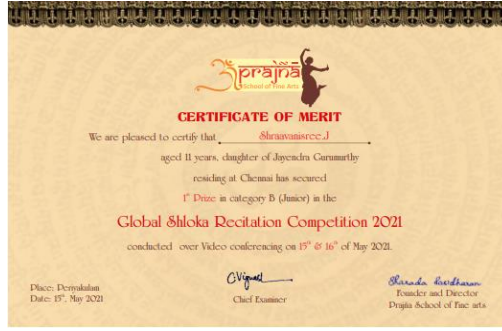 prajñā
School of Fine Arts
CERTIFICATE OF MERIT
We are pleased to certify that Shraavanisree J
aged 11 years, daughter of Jayendra Gurumurthy
residing at Chennai has secured
1st Prize in category B (Junior) in the
Global Shloka Recitation Competition 2021
conducted over Video conferencing on 15th & 16th of May 2021.
C.Vignesh
Chief Examiner
Place: Periyakulam
Date: 15th, May 2021
Sharada
Founder and Director
Prajña School of Fine arts